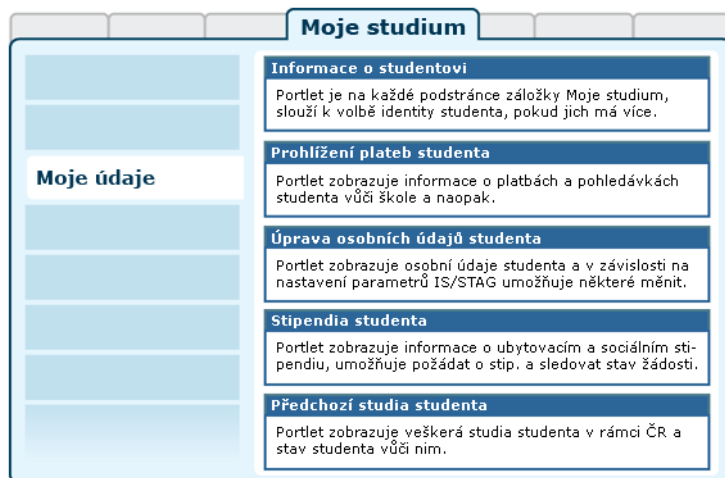 Moje studium
Informace o studentovi
Portlet je na každé podstránce záložky Moje studium,
slouží k volbě identity studenta, pokud jich má více.
Prohlížení plateb studenta
Moje údaje
Portlet zobrazuje informace o platbách a pohledávkách
studenta vůči škole a naopak.
Úprava osobních údajů studenta
Portlet zobrazuje osobní údaje studenta a v závislosti na
nastavení parametrů IS/STAG umožňuje některé měnit.
Stipendia studenta
Portlet zobrazuje informace o ubytovacím a sociálním sti-
pendiu, umožňuje požádat o stip. a sledovat stav žádosti.
Předchozí studia studenta
Portlet zobrazuje veškerá studia studenta v rámci ČR a
stav studenta vůči nim.